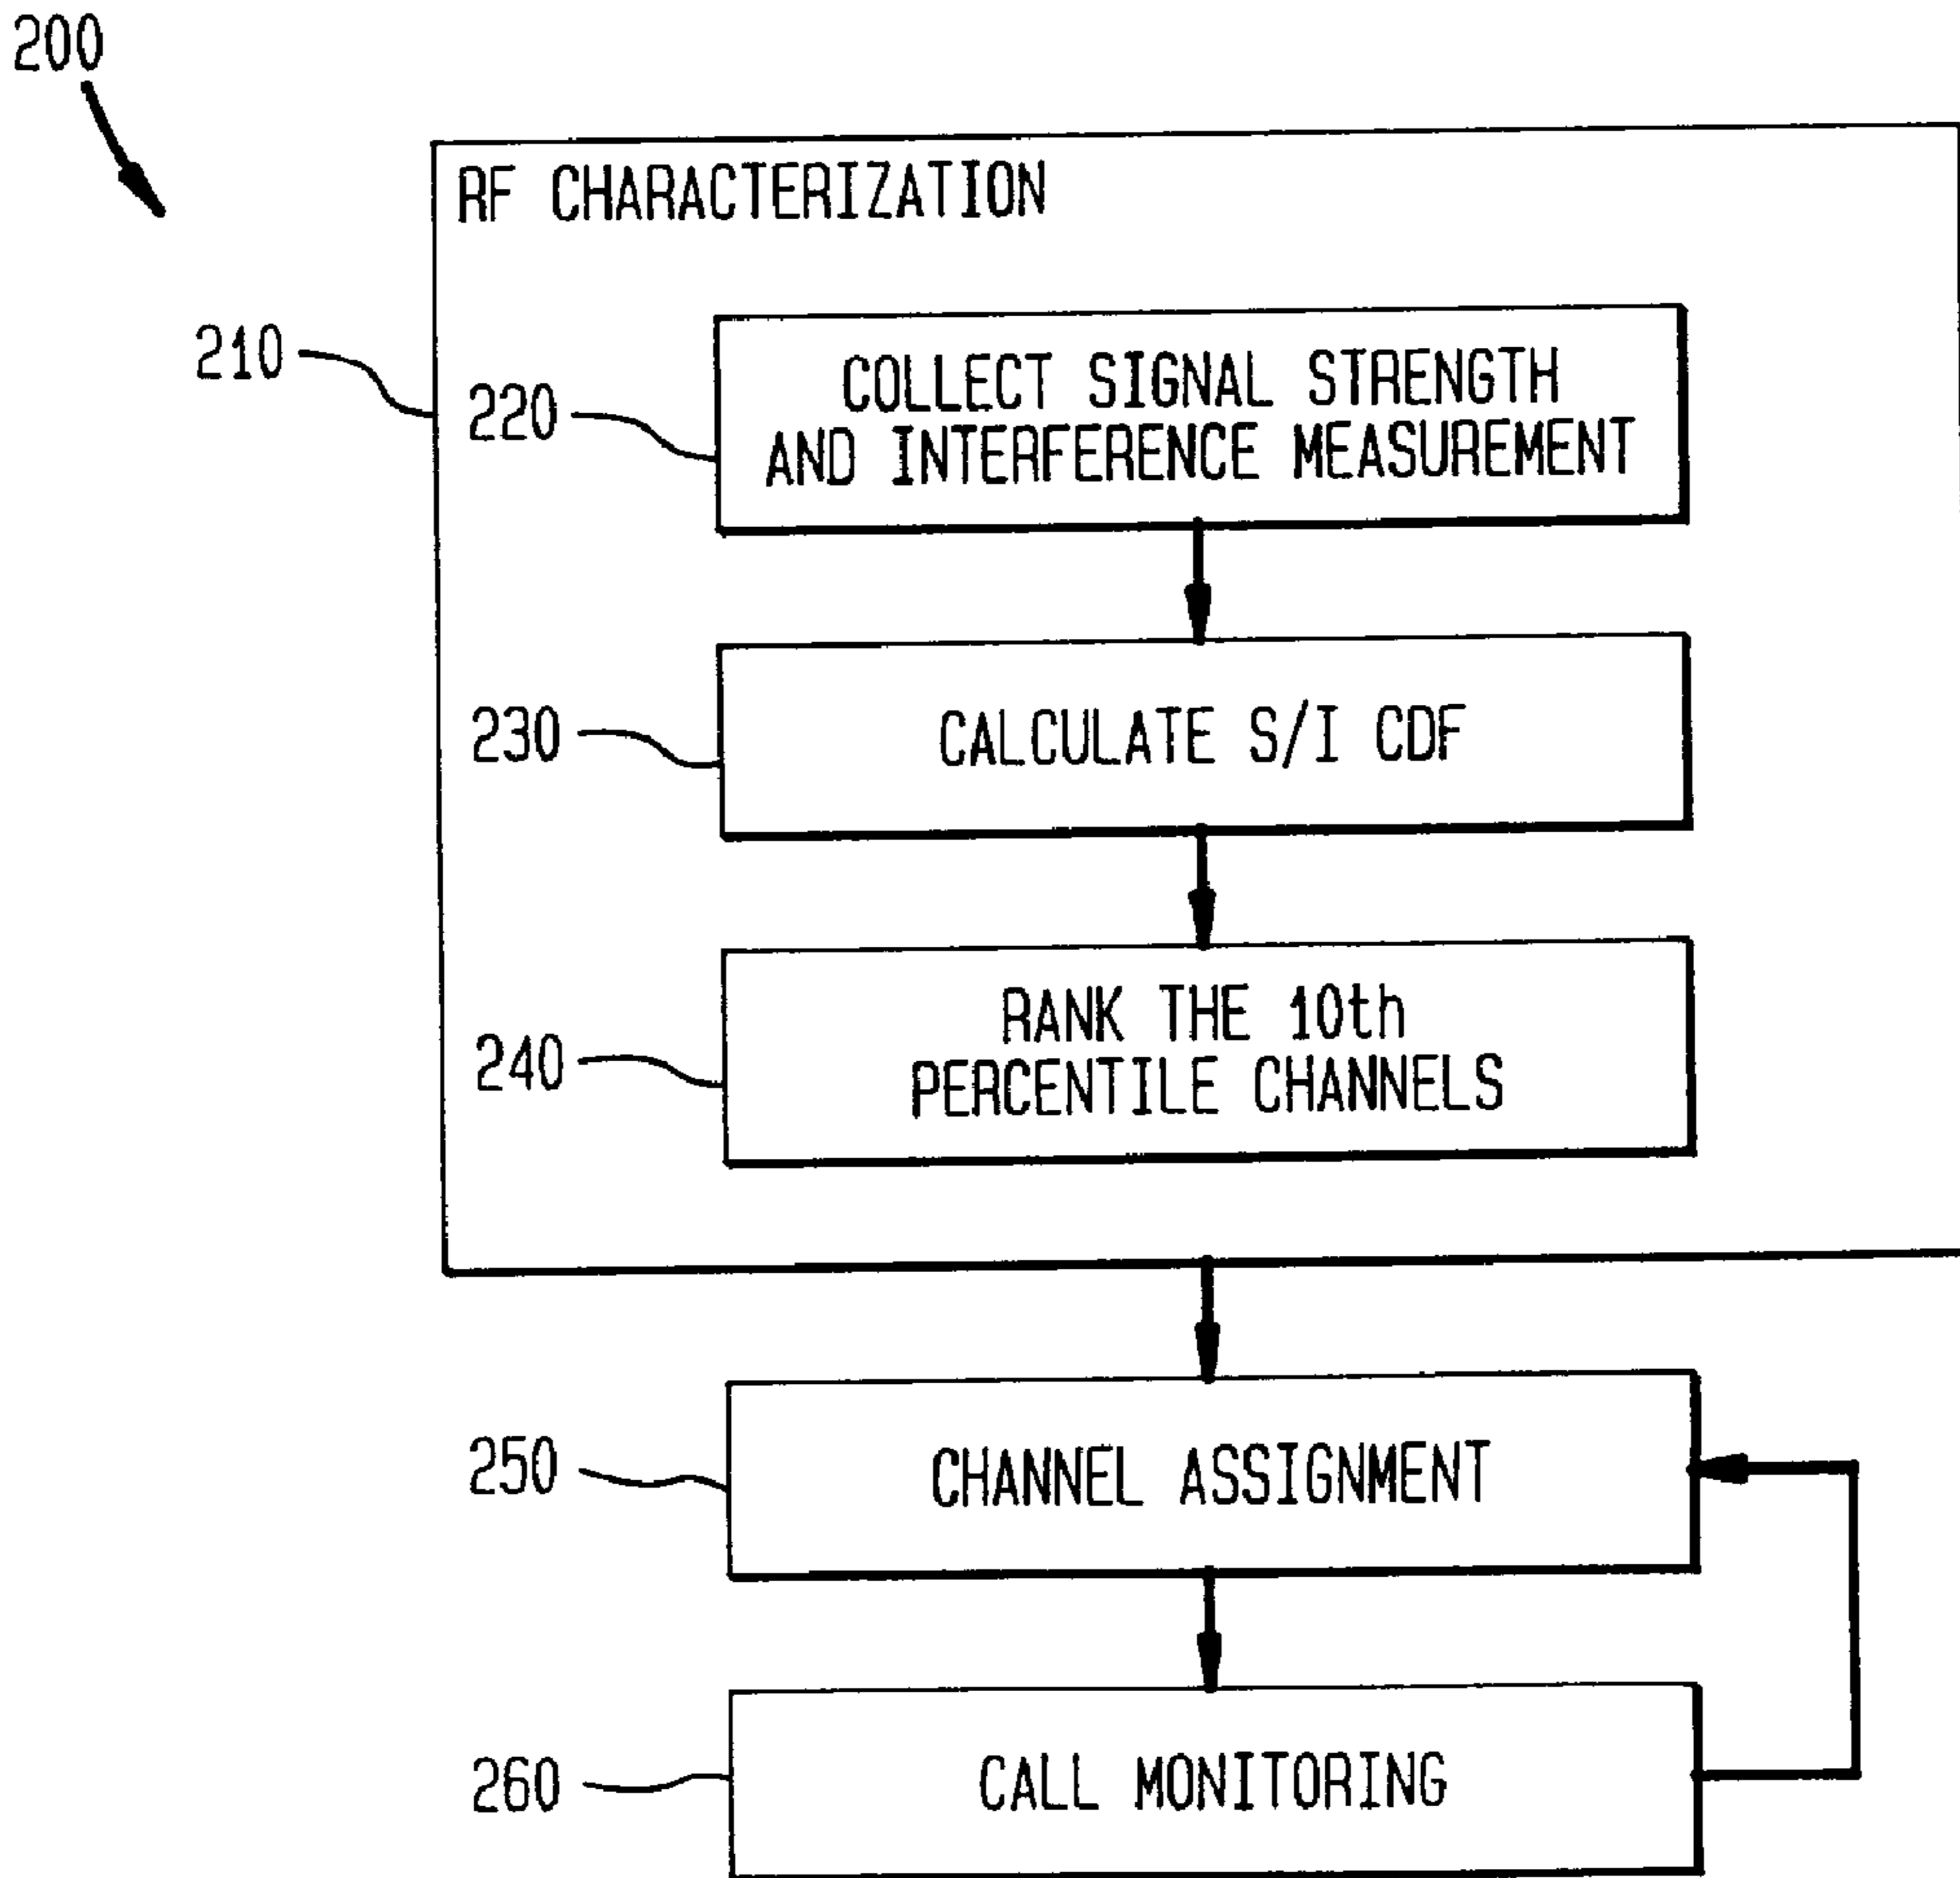 200
RF CHARACTERIZATION
210
220
COLLECT SIGNAL STRENGTH
AND INTERFERENCE MEASUREMENT
230
CALCULATE S/I CDF
240
RANK THE 10th
PERCENTILE CHANNELS
250
CHANNEL ASSIGNMENT
260
CALL MONITORING